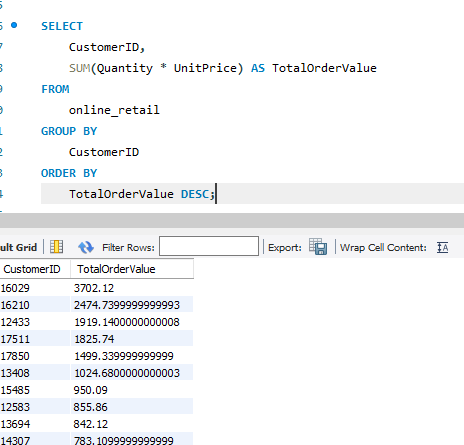 SELECT
CustomerID,
SUM(Quantity * UnitPrice) AS TotalOrderValue
FROM
online_retail
GROUP BY
CustomerID
ORDER BY
TotalOrderValue DESC;
ult Grid Filter Rows: Export: Wrap Cell Content:
CustomerID TotalOrderValue
16029 3702.12
16210 2474.7399999999993
12433 1919.1400000000008
17511 1825.74
17850 1499.339999999999
13408 1024.6800000000003
15485 950.09
12583 855.86
13694 842.12
14307 783.1099999999999